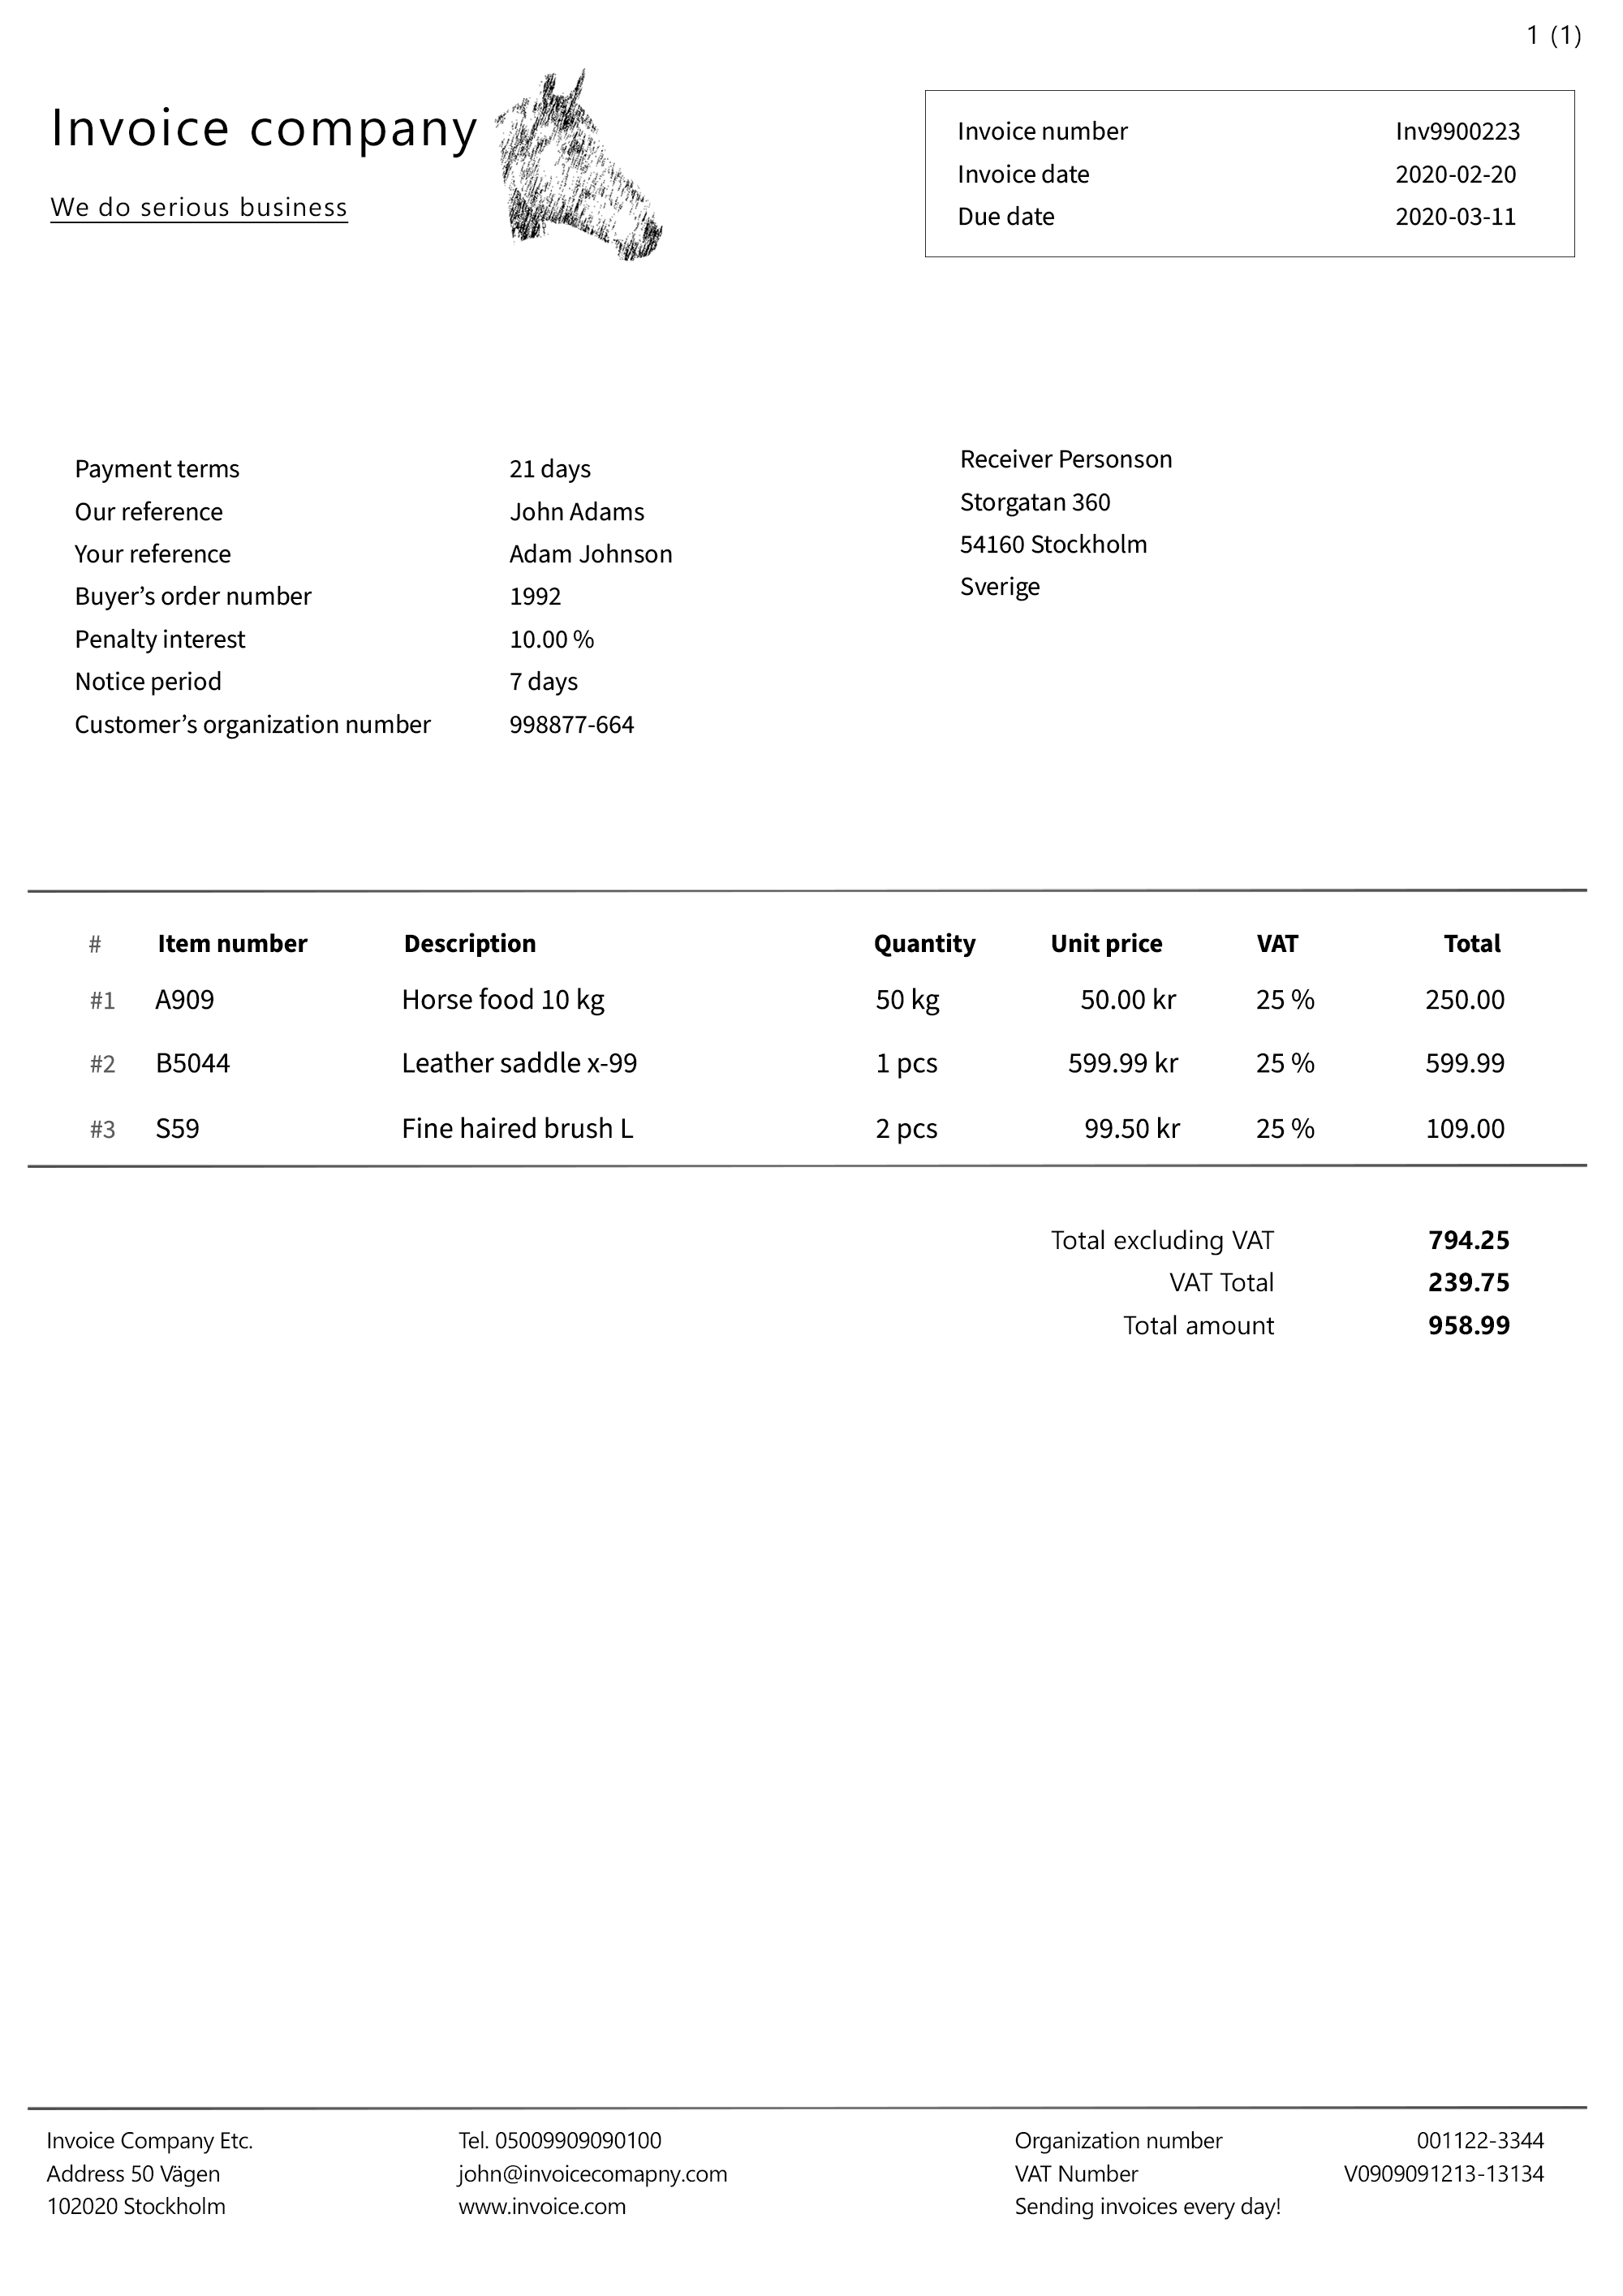 1 (1)
Invoice company
We do serious business
Invoice number Inv9900223
Invoice date 2020-02-20
Due date 2020-03-11
Payment terms 21 days
Our reference John Adams
Your reference Adam Johnson
Buyer’s order number 1992
Penalty interest 10.00 %
Notice period 7 days
Customer’s organization number 998877-664
Receiver Personson
Storgatan 360
54160 Stockholm
Sverige
# Item number Description Quantity Unit price VAT Total
#1 A909 Horse food 10 kg 50 kg 50.00 kr 25 % 250.00
#2 B5044 Leather saddle x-99 1 pcs 599.99 kr 25 % 599.99
#3 S59 Fine haired brush L 2 pcs 99.50 kr 25 % 109.00
Total excluding VAT 794.25
VAT Total 239.75
Total amount 958.99
Invoice Company Etc.
Address 50 Vägen
102020 Stockholm
Tel. 05009909090100
john@invoicecomapny.com
www.invoice.com
Organization number 001122-3344
VAT Number V0909091213-13134
Sending invoices every day!